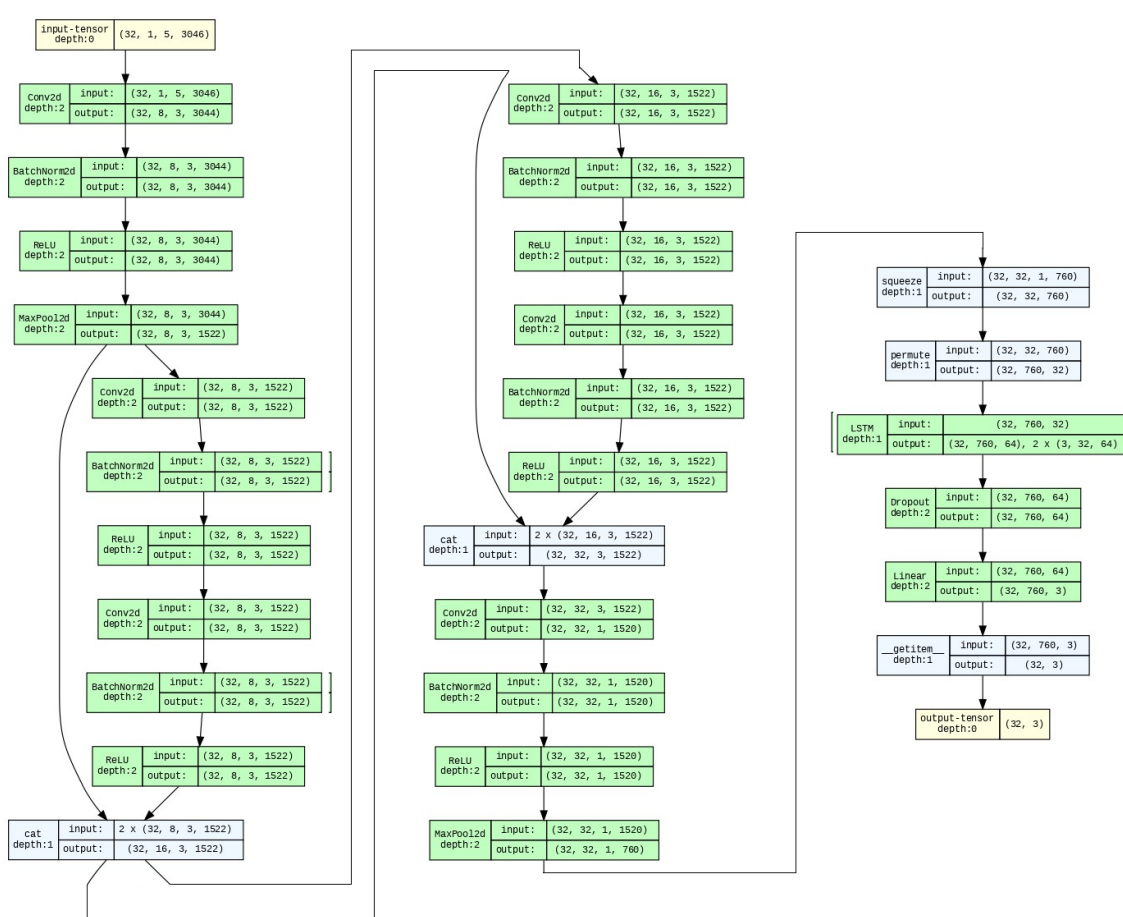 input-tensor
depth:0
(32, 1, 5, 3046)
Conv2d
depth:2
input: (32, 1, 5, 3046)
output: (32, 8, 3, 3044)
BatchNorm2d
depth:2
input: (32, 8, 3, 3044)
output: (32, 8, 3, 3044)
ReLU
depth:2
input: (32, 8, 3, 3044)
output: (32, 8, 3, 3044)
MaxPool2d
depth:2
input: (32, 8, 3, 3044)
output: (32, 8, 3, 1522)
Conv2d
depth:2
input: (32, 8, 3, 1522)
output: (32, 8, 3, 1522)
BatchNorm2d
depth:2
input: (32, 8, 3, 1522)
output: (32, 8, 3, 1522)
ReLU
depth:2
input: (32, 8, 3, 1522)
output: (32, 8, 3, 1522)
Conv2d
depth:2
input: (32, 8, 3, 1522)
output: (32, 8, 3, 1522)
BatchNorm2d
depth:2
input: (32, 8, 3, 1522)
output: (32, 8, 3, 1522)
ReLU
depth:2
input: (32, 8, 3, 1522)
output: (32, 8, 3, 1522)
cat
depth:1
input: 2 x (32, 8, 3, 1522)
output: (32, 16, 3, 1522)
Conv2d
depth:2
input: (32, 16, 3, 1522)
output: (32, 16, 3, 1522)
BatchNorm2d
depth:2
input: (32, 16, 3, 1522)
output: (32, 16, 3, 1522)
ReLU
depth:2
input: (32, 16, 3, 1522)
output: (32, 16, 3, 1522)
Conv2d
depth:2
input: (32, 16, 3, 1522)
output: (32, 16, 3, 1522)
BatchNorm2d
depth:2
input: (32, 16, 3, 1522)
output: (32, 16, 3, 1522)
ReLU
depth:2
input: (32, 16, 3, 1522)
output: (32, 16, 3, 1522)
cat
depth:1
input: 2 x (32, 16, 3, 1522)
output: (32, 32, 3, 1522)
Conv2d
depth:2
input: (32, 32, 3, 1522)
output: (32, 32, 1, 1520)
BatchNorm2d
depth:2
input: (32, 32, 1, 1520)
output: (32, 32, 1, 1520)
ReLU
depth:2
input: (32, 32, 1, 1520)
output: (32, 32, 1, 1520)
MaxPool2d
depth:2
input: (32, 32, 1, 1520)
output: (32, 32, 1, 760)
squeeze
depth:1
input: (32, 32, 1, 760)
output: (32, 32, 760)
permute
depth:1
input: (32, 32, 760)
output: (32, 760, 32)
LSTM
depth:1
input: (32, 760, 32)
output: (32, 760, 64), 2 x (3, 32, 64)
Dropout
depth:2
input: (32, 760, 64)
output: (32, 760, 64)
Linear
depth:2
input: (32, 760, 64)
output: (32, 760, 3)
__getitem__
depth:1
input: (32, 760, 3)
output: (32, 3)
output-tensor
depth:0
(32, 3)